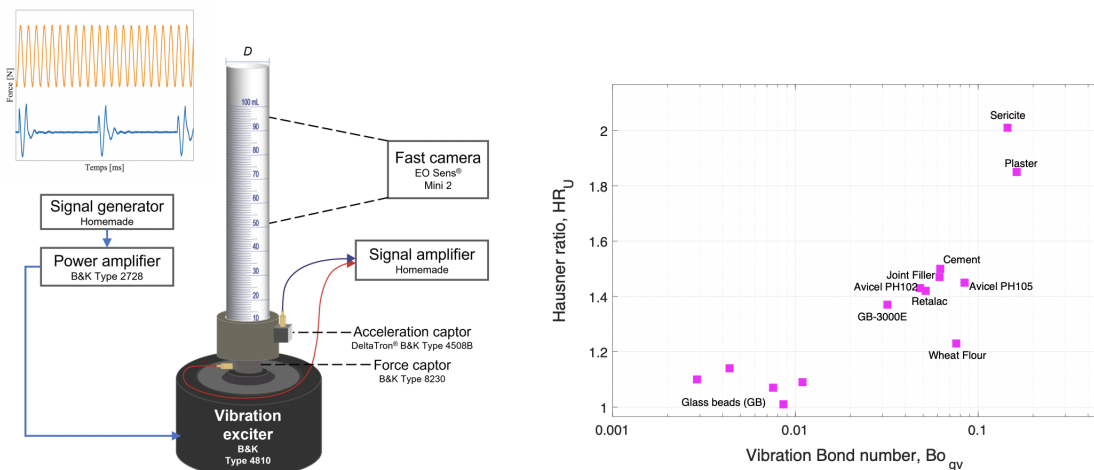 Force [N]
Temps [ms]
D
100 mL
90
80
70
60
50
40
30
20
10
Fast camera
EO Sens®
Mini 2
Signal generator
Homemade
Power amplifier
B&K Type 2728
Signal amplifier
Homemade
Acceleration captor
DeltaTron® B&K Type 4508B
Force captor
B&K Type 8230
Vibration
exciter
B&K
Type 4810
Hausner ratio, HR_U
2
1.8
1.6
1.4
1.2
1
Sericite
Plaster
Cement
Joint Filler
Avicel PH102
Avicel PH105
Retalac
GB-3000E
Wheat Flour
Glass beads (GB)
0.001
0.01
0.1
Vibration Bond number, Bo_gv